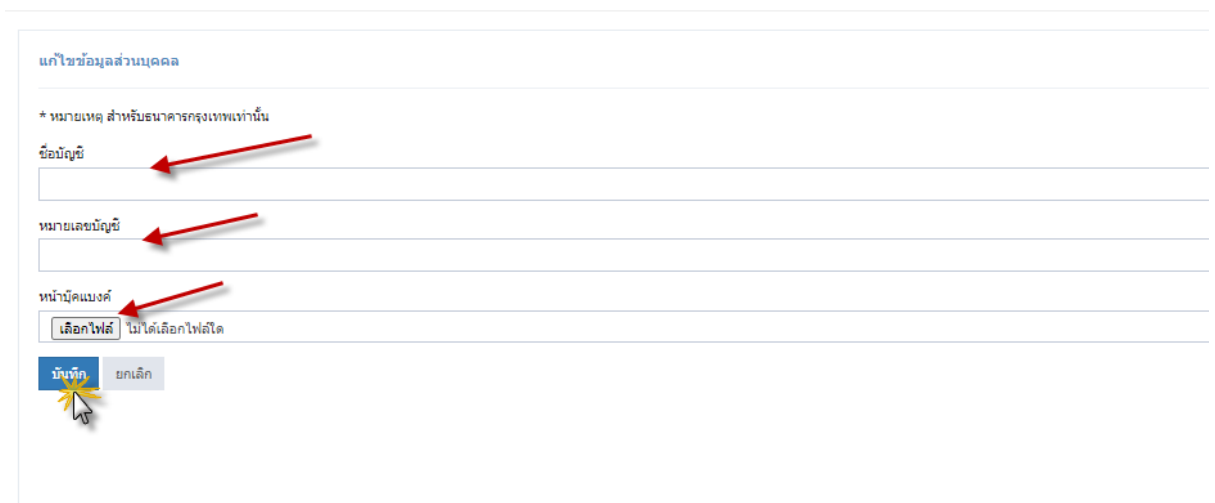 แก้ไขข้อมูลส่วนบุคคล
* หมายเหตุ สำหรับธนาคารกรุงเทพเท่านั้น
ชื่อบัญชี
หมายเลขบัญชี
หน้าบุ๊คแบงค์
เลือกไฟล์ ไม่ได้เลือกไฟล์ใด
บันทึก ยกเลิก